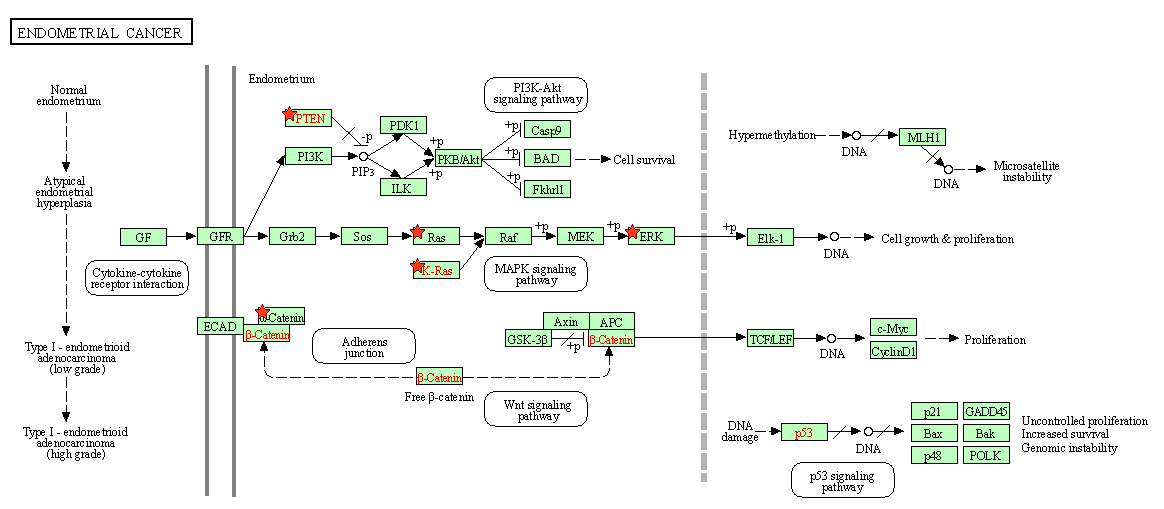 ENDOMETRIAL CANCER
Normal
endometrium
Atypical
endometrial
hyperplasia
Type I - endometrioid
adenocarcinoma
(low grade)
Type I - endometrioid
adenocarcinoma
(high grade)
Endometrium
PTEN
-p
PI3K
PIP3
PDK1
ILK
+p
+p
PKB/Akt
+p
+p
+p
Casp9
BAD
Fkhrl1
PI3K-Akt
signaling pathway
Cell survival
Hypermethylation
DNA
MLH1
DNA
Microsatellite
instability
GF
GFR
Grb2
Sos
Ras
K-Ras
Raf
+p
MEK
+p
ERK
+p
Elk-1
DNA
Cell growth & proliferation
Cytokine-cytokine
receptor interaction
MAPK signaling
pathway
ECAD
α-Catenin
β-Catenin
Adherens
junction
Axin
APC
GSK-3β
+p
β-Catenin
β-Catenin
Free β-catenin
Wnt signaling
pathway
TCF/LEF
DNA
c-Myc
CyclinD1
Proliferation
DNA
damage
p53
DNA
p21
GADD45
Bax
Bak
p48
POLK
Uncontrolled proliferation
Increased survival
Genomic instability
p53 signaling
pathway